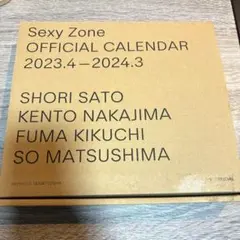 Sexy Zone
OFFICIAL CALENDAR
2023.4–2024.3
SHORI SATO
KENTO NAKAJIMA
FUMA KIKUCHI
SO MATSUSHIMA